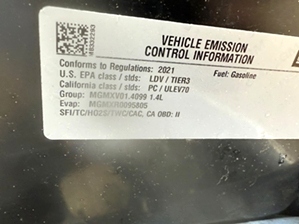 VEHICLE EMISSION
CONTROL INFORMATION
Conforms to regulations: 2021
Fuel: Gasoline
U.S. EPA class / stds: LDV / TIER3
California class / stds: PC / ULEV70
Group: MGMXV01.4099 1.4L
Evap: MGMXR0095805
SFI/TC/HO2S/TWC/CAC, CA OBD: II